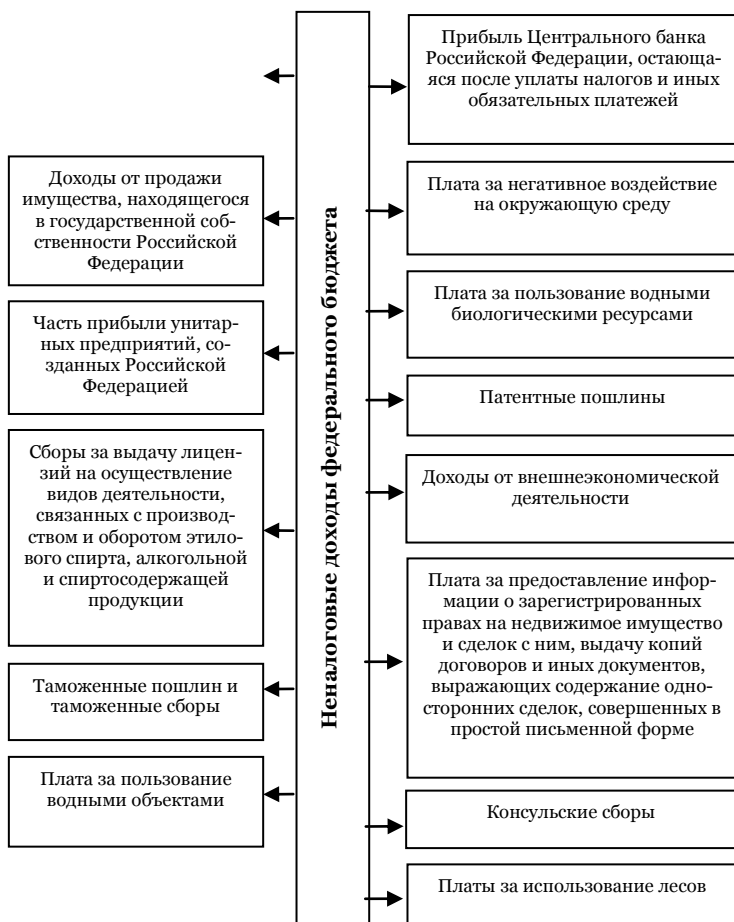 Неналоговые доходы федерального бюджета
Доходы от продажи
имущества, находящегося
в государственной соб-
ственности Российской
Федерации
Часть прибыли унитар-
ных предприятий, со-
зданных Российской
Федерацией
Сборы за выдачу лицен-
зий на осуществление
видов деятельности,
связанных с производ-
ством и оборотом этило-
вого спирта, алкогольной
и спиртосодержащей
продукции
Таможенные пошлин и
таможенные сборы
Плата за пользование
водными объектами
Прибыль Центрального банка
Российской Федерации, остающа-
яся после уплаты налогов и иных
обязательных платежей
Плата за негативное воздействие
на окружающую среду
Плата за пользование водными
биологическими ресурсами
Патентные пошлины
Доходы от внешнеэкономической
деятельности
Плата за предоставление инфор-
мации о зарегистрированных
правах на недвижимое имущество
и сделок с ним, выдачу копий
договоров и иных документов,
выражающих содержание одно-
сторонних сделок, совершенных в
простой письменной форме
Консульские сборы
Платы за использование лесов